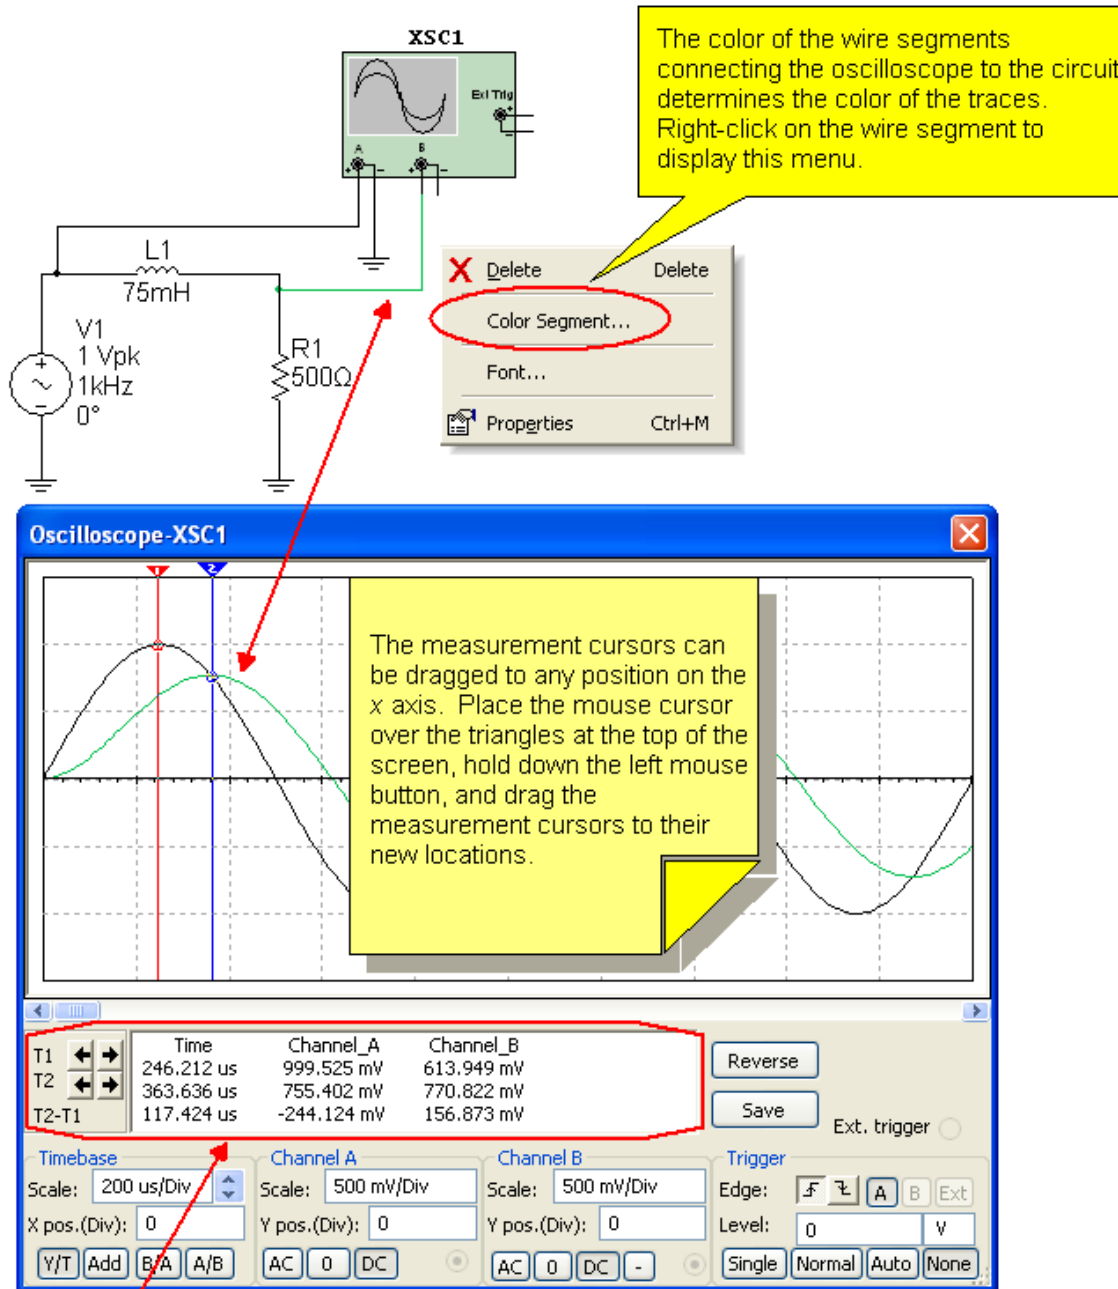 XSC1
The color of the wire segments
connecting the oscilloscope to the circuit
determines the color of the traces.
Right-click on the wire segment to
display this menu.
Ext Trig
+
-
A B
+ - + -
L1
75mH
V1
1 Vpk
1kHz
0°
R1
500Ω
Delete Delete
Color Segment...
Font...
Properties Ctrl+M
Oscilloscope-XSC1
1 2
The measurement cursors can
be dragged to any position on the
x axis. Place the mouse cursor
over the triangles at the top of the
screen, hold down the left mouse
button, and drag the
measurement cursors to their
new locations.
Time Channel_A Channel_B
T1 246.212 us 999.525 mV 613.949 mV
T2 363.636 us 755.402 mV 770.822 mV
T2-T1 117.424 us -244.124 mV 156.873 mV
Reverse
Save
Ext. trigger
Timebase Channel A Channel B Trigger
Scale: 200 us/Div Scale: 500 mV/Div Scale: 500 mV/Div Edge: A B Ext
X pos.(Div): 0 Y pos.(Div): 0 Y pos.(Div): 0 Level: 0 V
Y/T Add B/A A/B AC 0 DC AC 0 DC - Single Normal Auto None